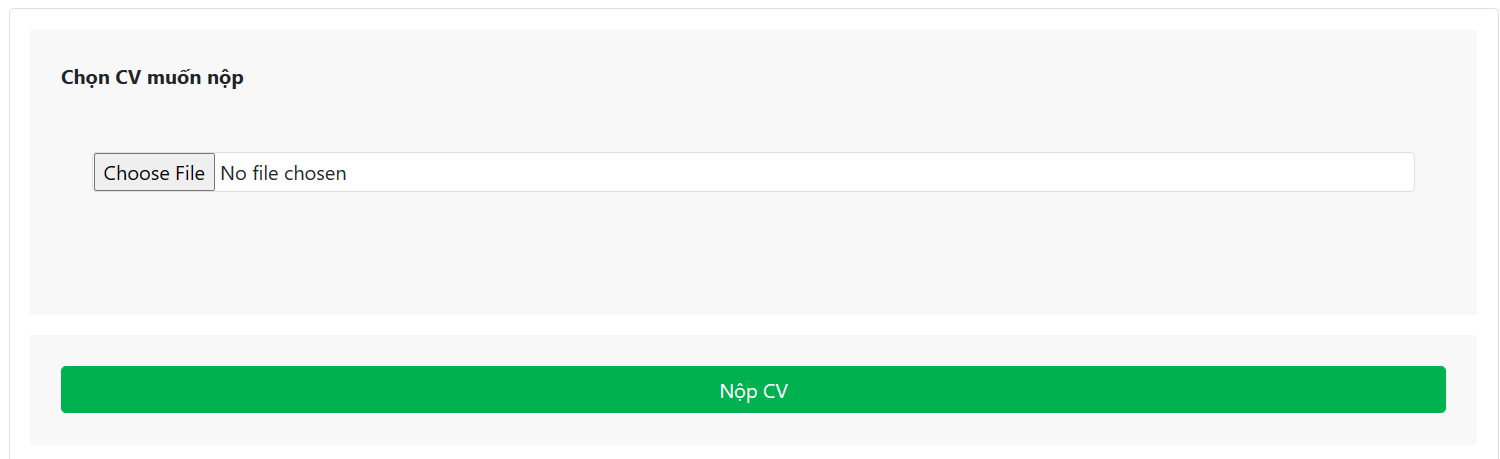 Chọn CV muốn nộp
Choose File No file chosen
Nộp CV